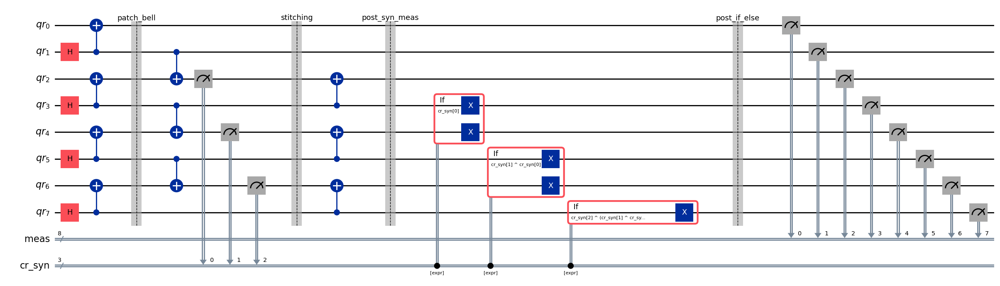 patch_bell stitching post_syn_meas post_if_else
qr0
qr1 H
qr2
qr3 H If X
cr_syn[0]
qr4 X
qr5 H If X
cr_syn[1] ^ cr_syn[0]
qr6 X
qr7 H If X
cr_syn[2] ^ (cr_syn[1] ^ cr_sy...
meas 8 0 1 2 3 4 5 6 7
cr_syn 3 0 1 2
[expr] [expr] [expr]